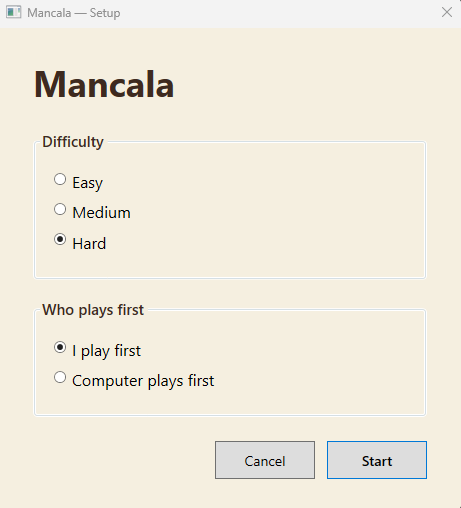 Mancala — Setup
Mancala
Difficulty
Easy
Medium
Hard
Who plays first
I play first
Computer plays first
Cancel Start